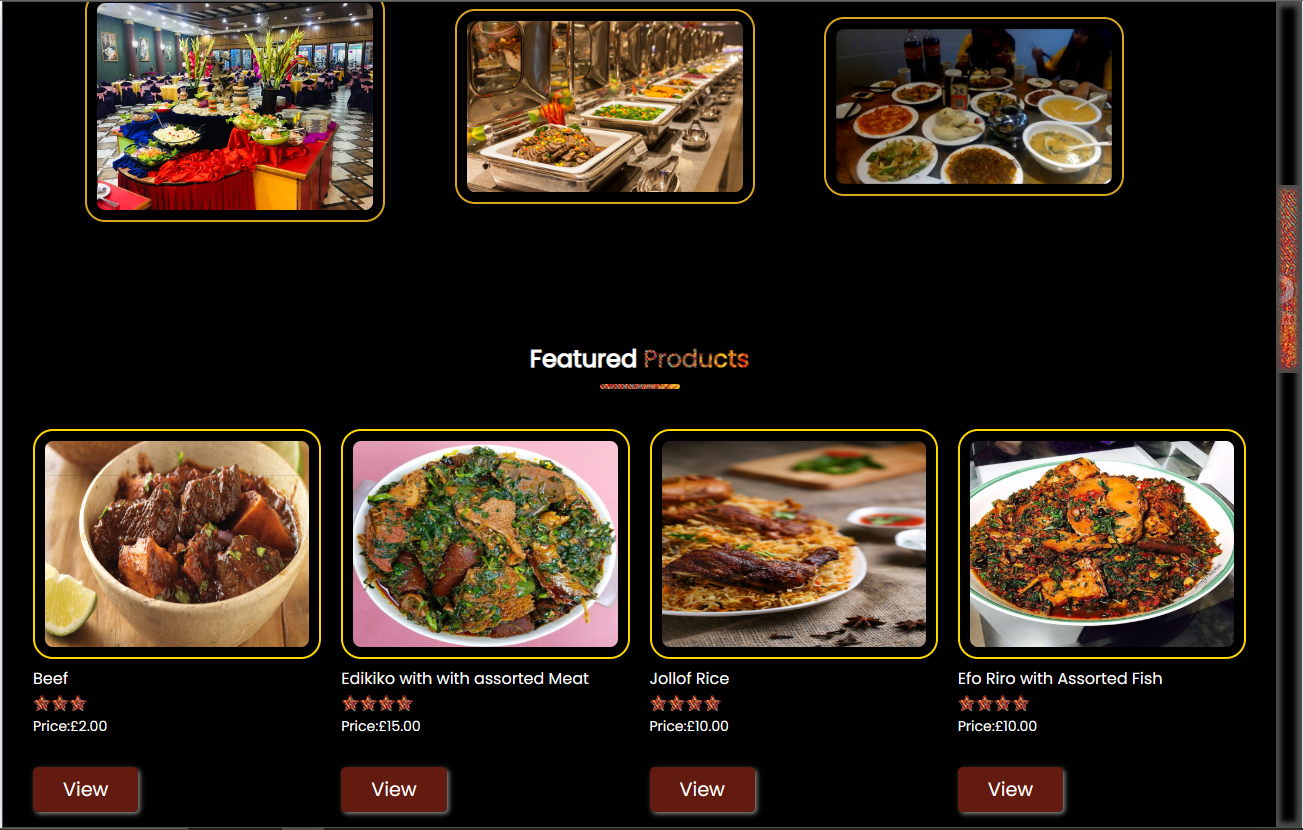 Featured Products
Beef
Price:£2.00
View
Edikiko with with assorted Meat
Price:£15.00
View
Jollof Rice
Price:£10.00
View
Efo Riro with Assorted Fish
Price:£10.00
View